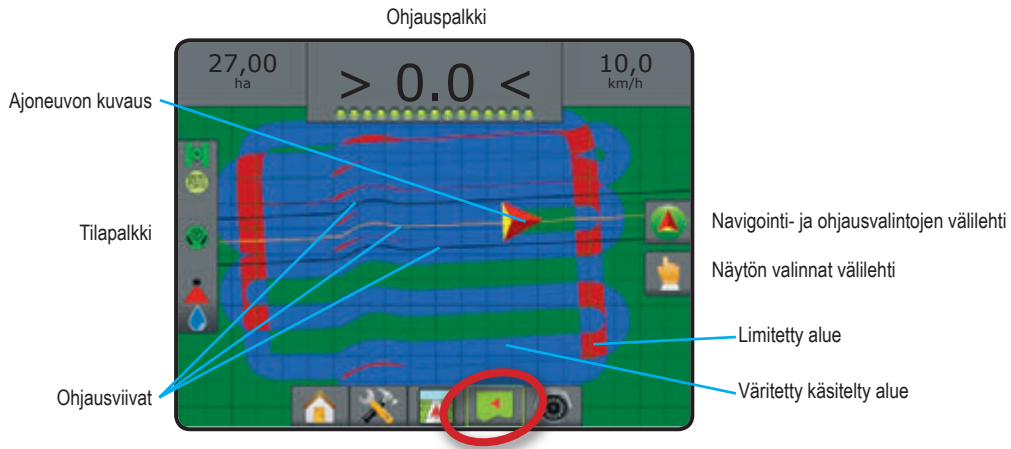 Ohjauspalkki
27,00
ha
> 0.0 <
10,0
km/h
Ajoneuvon kuvaus
Tilapalkki
Navigointi- ja ohjausvalintojen välilehti
Näytön valinnat välilehti
Limitetty alue
Väritetty käsitelty alue
Ohjausviivat